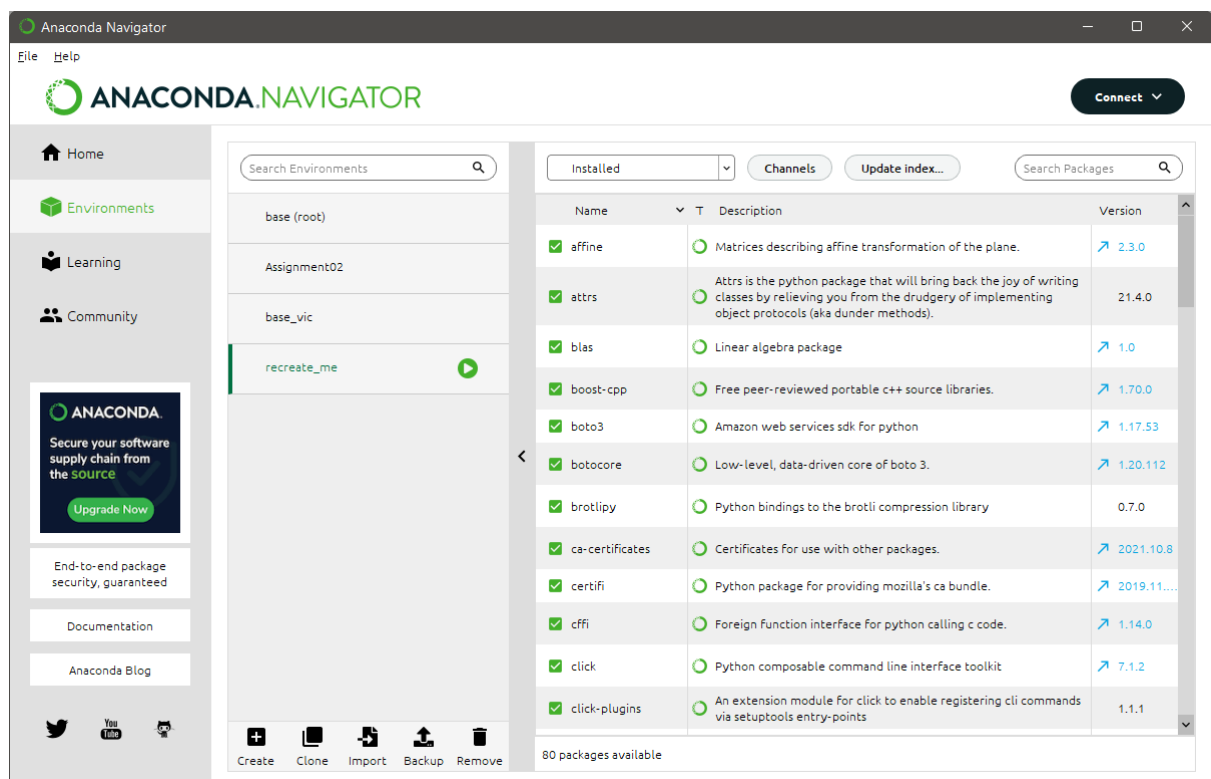 Anaconda Navigator
File Help
ANACONDA.NAVIGATOR
Connect
Home
Environments
Learning
Community
ANACONDA.
Secure your software
supply chain from
the source
Upgrade Now
End-to-end package
security, guaranteed
Documentation
Anaconda Blog
You
Tube
Search Environments
base (root)
Assignment02
base_vic
recreate_me
Create Clone Import Backup Remove
Installed Channels Update index... Search Packages
Name T Description Version
affine Matrices describing affine transformation of the plane. 2.3.0
attrs Attrs is the python package that will bring back the joy of writing
classes by relieving you from the drudgery of implementing
object protocols (aka dunder methods). 21.4.0
blas Linear algebra package 1.0
boost-cpp Free peer-reviewed portable c++ source libraries. 1.70.0
boto3 Amazon web services sdk for python 1.17.53
botocore Low-level, data-driven core of boto 3. 1.20.112
brotlipy Python bindings to the brotli compression library 0.7.0
ca-certificates Certificates for use with other packages. 2021.10.8
certifi Python package for providing mozilla's ca bundle. 2019.11....
cffi Foreign function interface for python calling c code. 1.14.0
click Python composable command line interface toolkit 7.1.2
click-plugins An extension module for click to enable registering cli commands
via setuptools entry-points 1.1.1
80 packages available